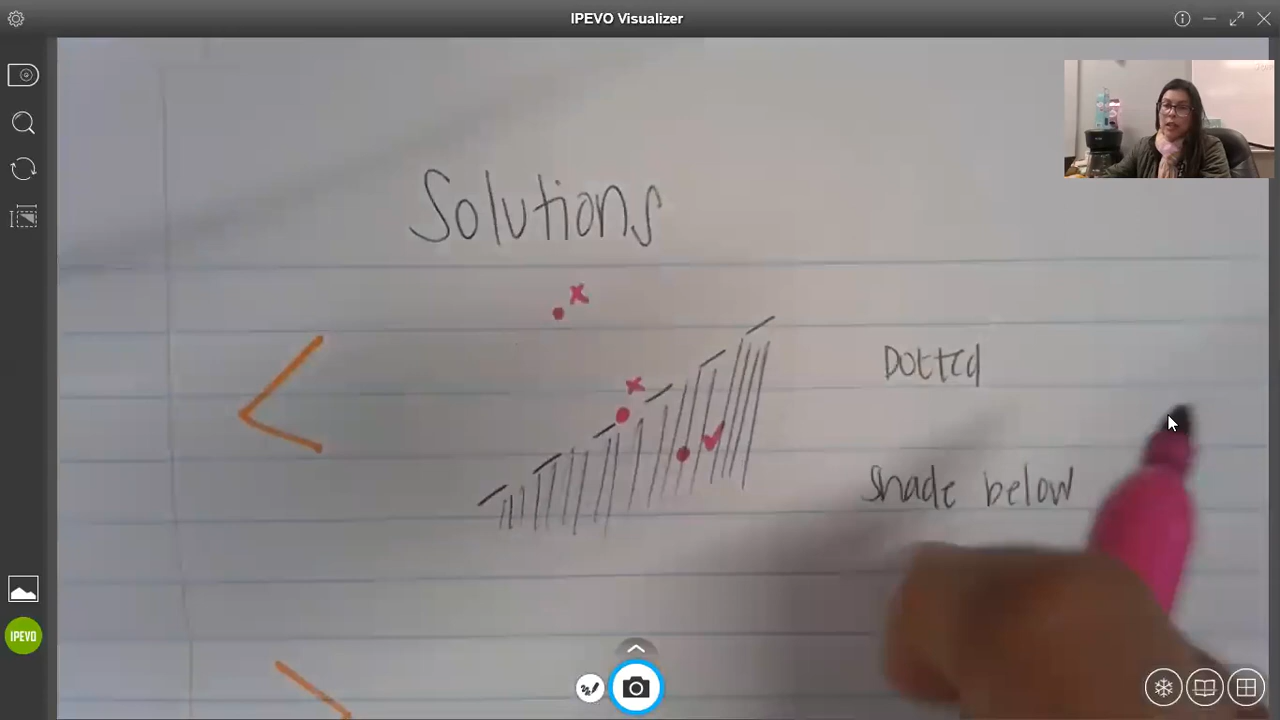 IPEVO Visualizer
Solutions
x
x
<
Dotted
Shade below
IPEVO